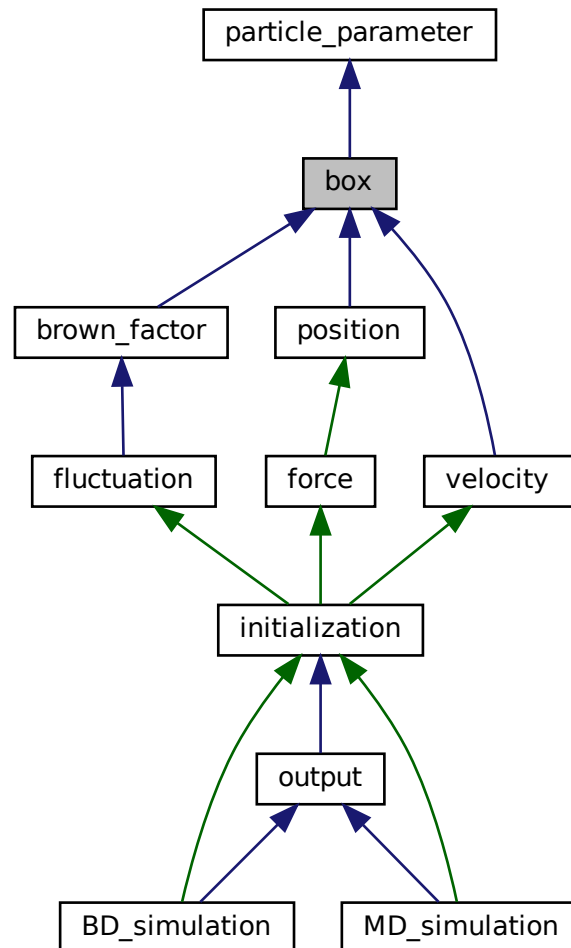 particle_parameter
box
brown_factor
position
fluctuation
force
velocity
initialization
output
BD_simulation
MD_simulation